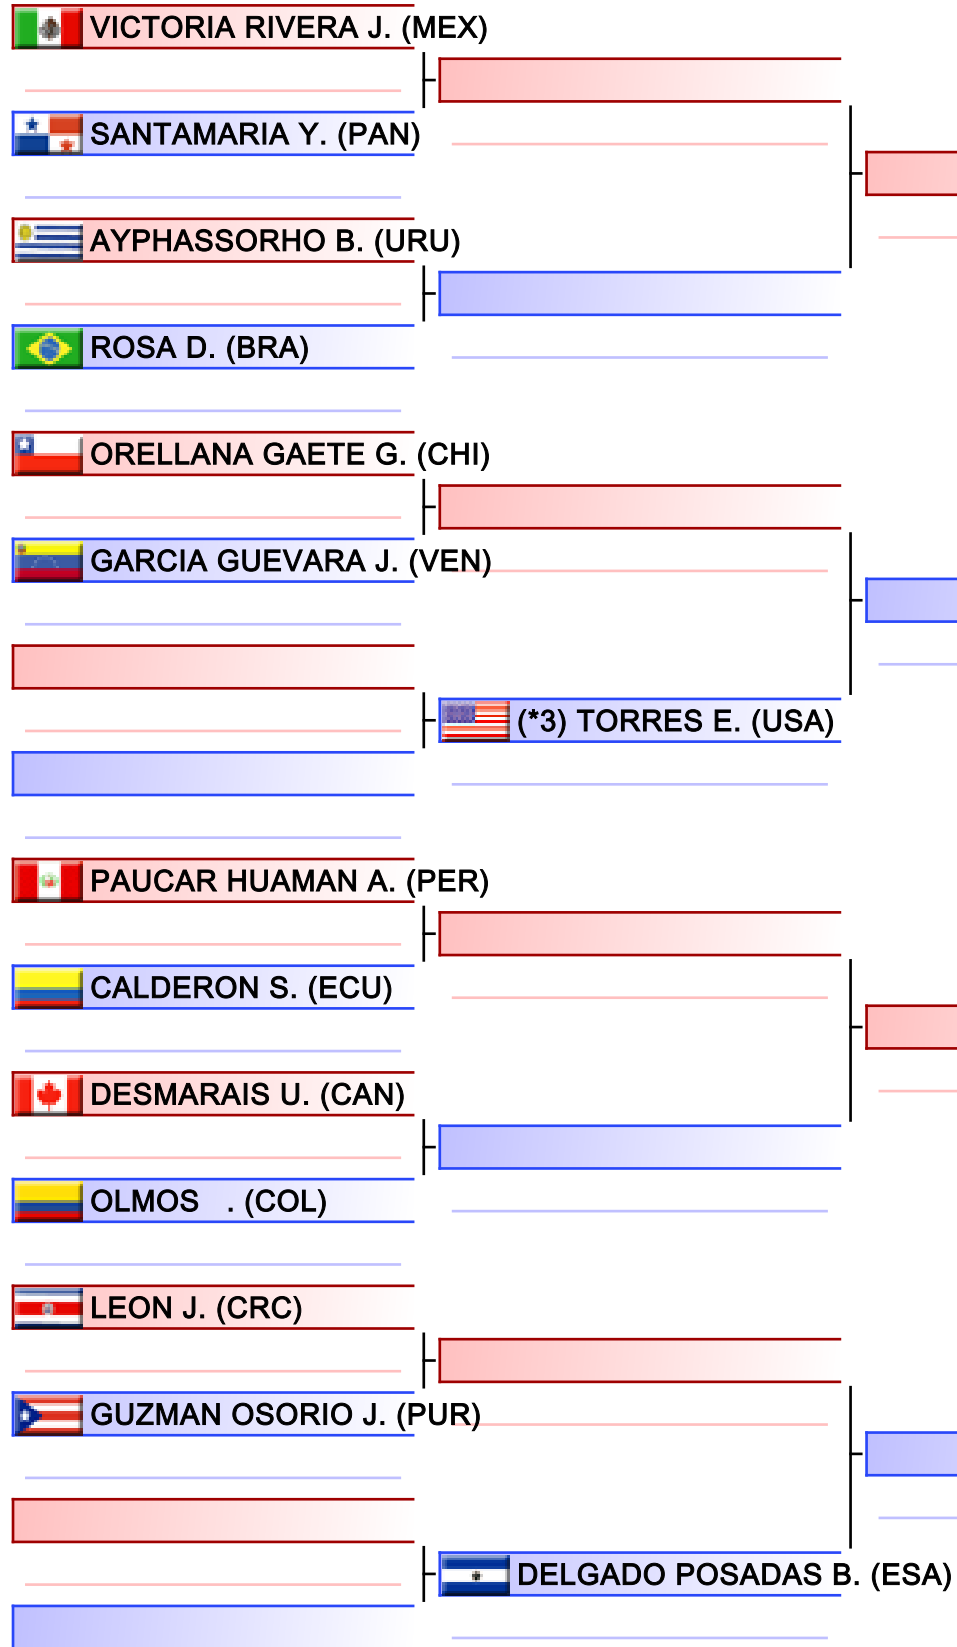 VICTORIA RIVERA J. (MEX)
SANTAMARIA Y. (PAN)
AYPHASSORHO B. (URU)
ROSA D. (BRA)
ORELLANA GAETE G. (CHI)
GARCIA GUEVARA J. (VEN)
(*3) TORRES E. (USA)
PAUCAR HUAMAN A. (PER)
CALDERON S. (ECU)
DESMARAIS U. (CAN)
OLMOS . (COL)
LEON J. (CRC)
GUZMAN OSORIO J. (PUR)
DELGADO POSADAS B. (ESA)